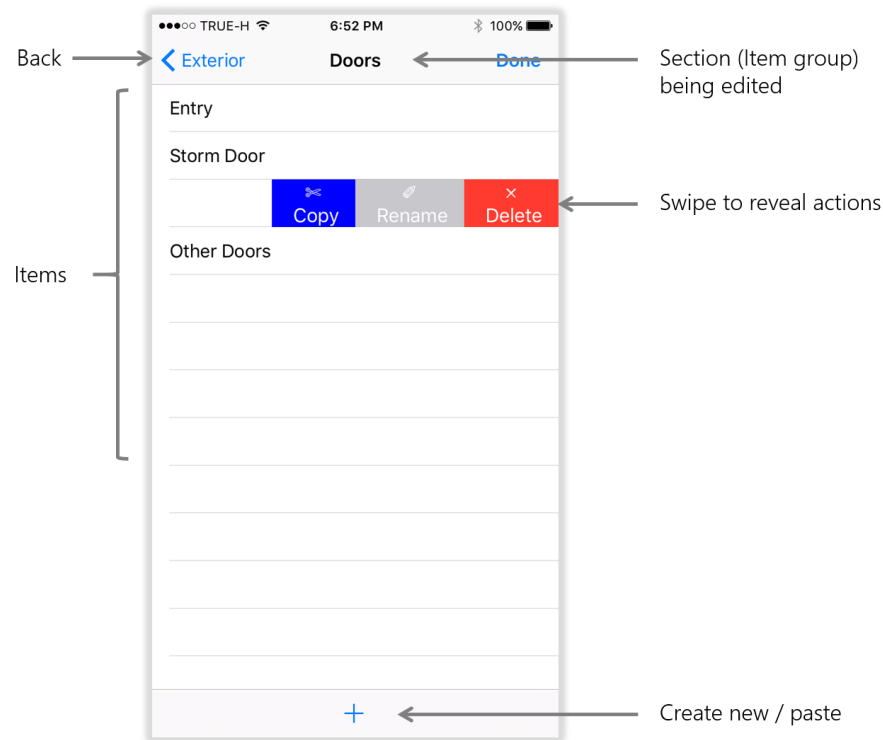 TRUE-H 6:52 PM 100%
Back
Exterior Doors Done
Section (Item group)
being edited
Entry
Storm Door
Copy Rename Delete
Swipe to reveal actions
Other Doors
Items
+
Create new / paste